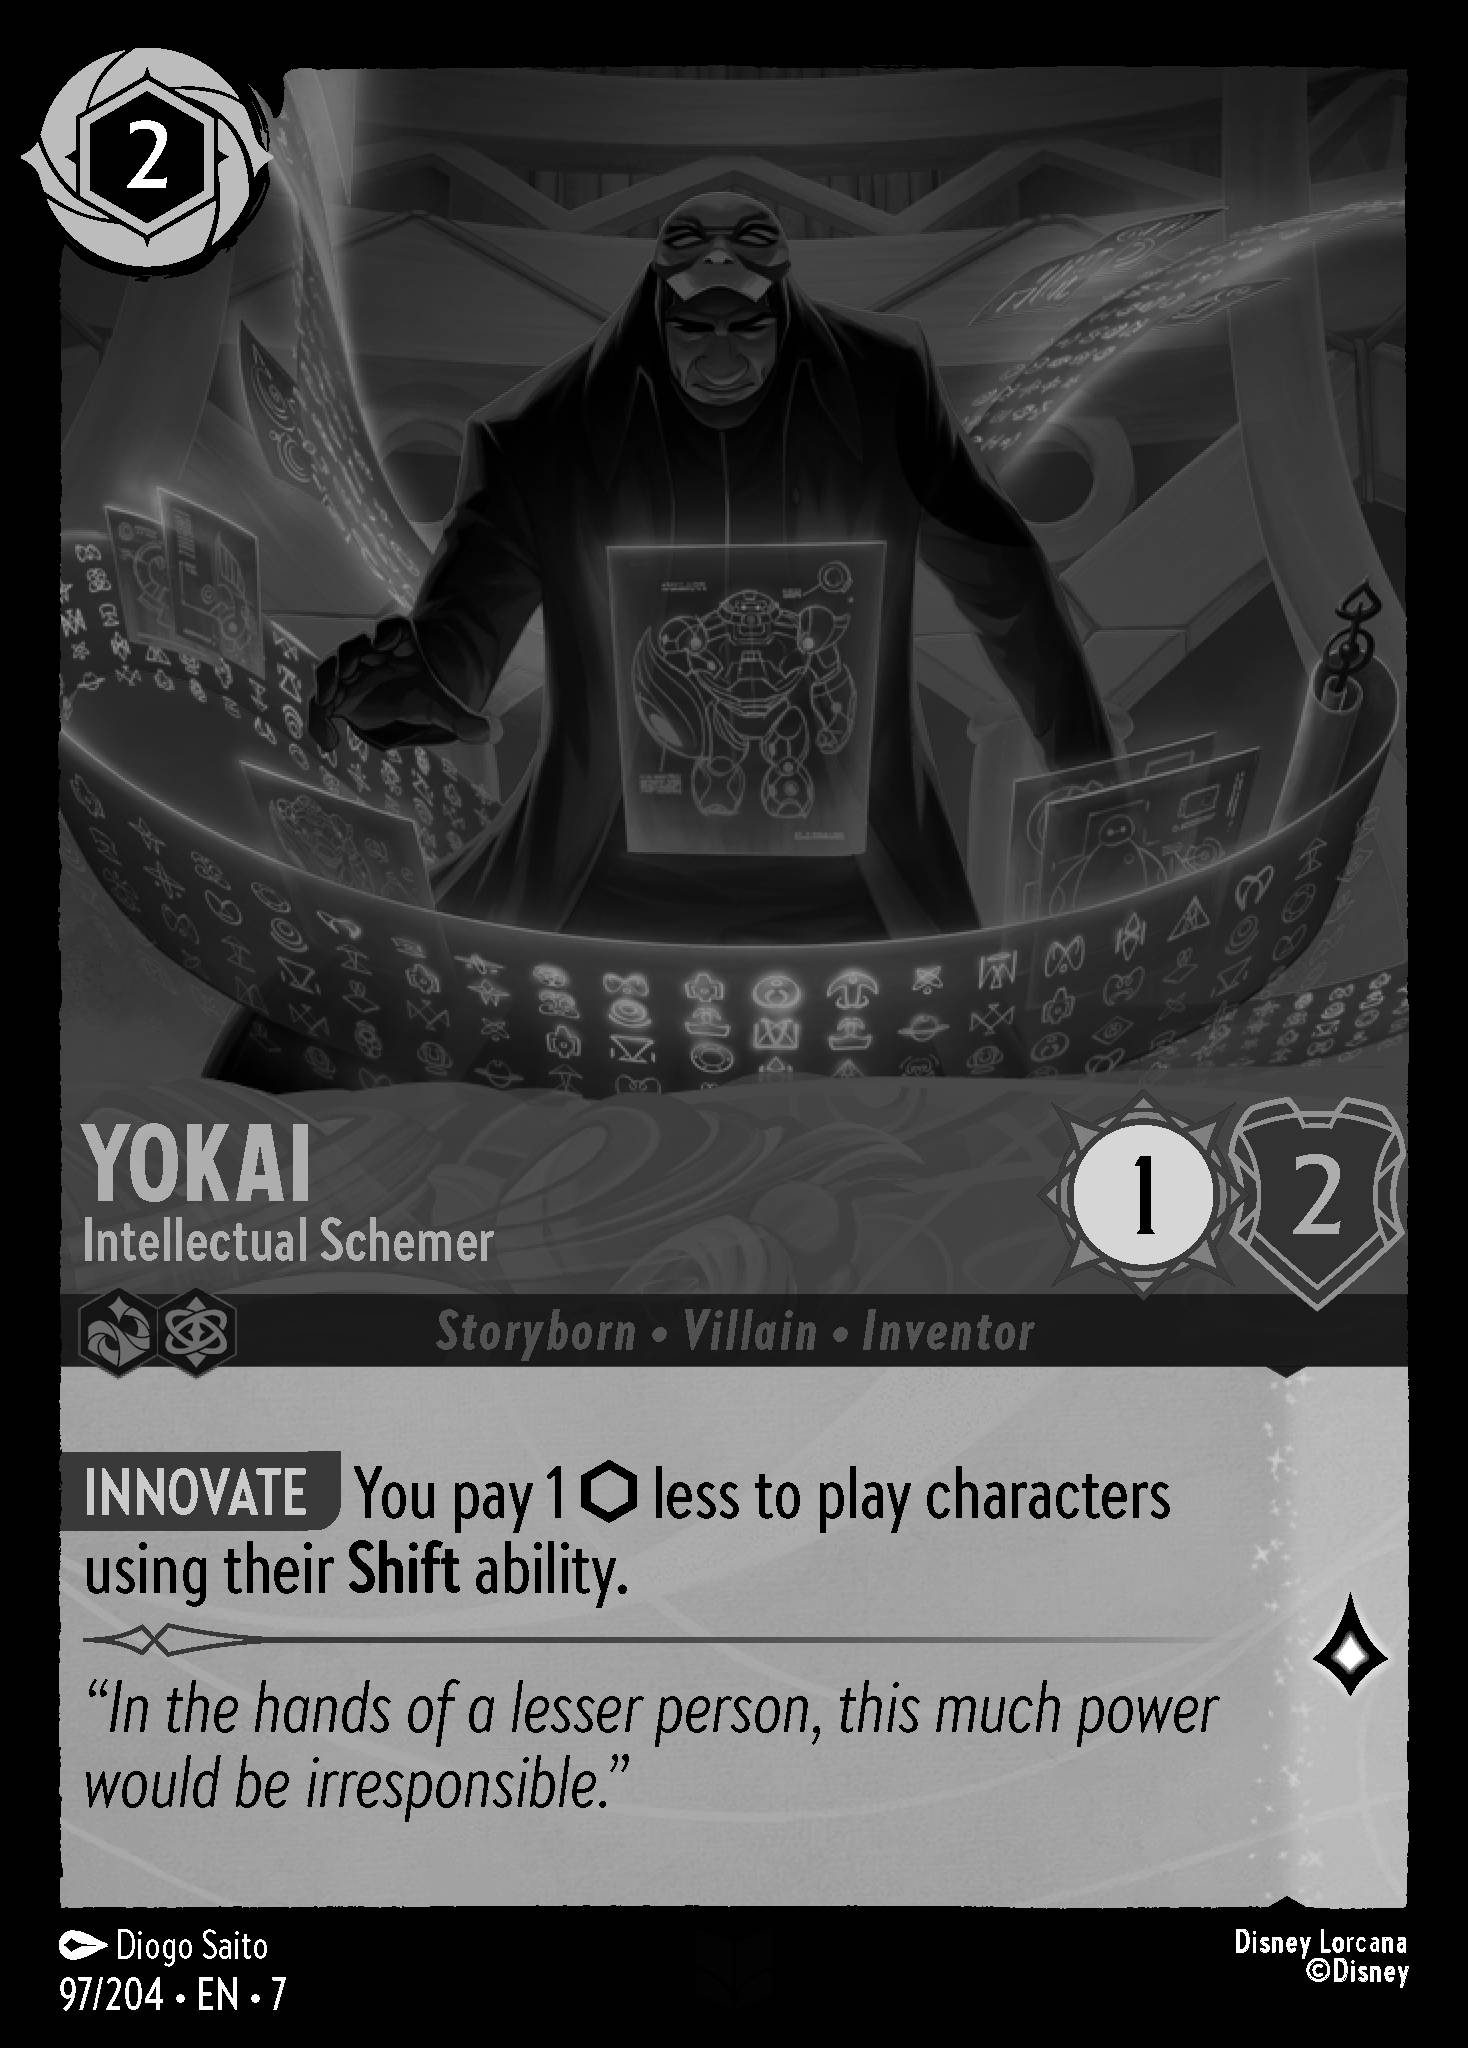 2
YOKAI
Intellectual Schemer
1
2
Storyborn • Villain • Inventor
INNOVATE You pay 1 ⬡ less to play characters
using their Shift ability.
“In the hands of a lesser person, this much power
would be irresponsible.”
Diogo Saito
97/204 • EN • 7
Disney Lorcana
©Disney